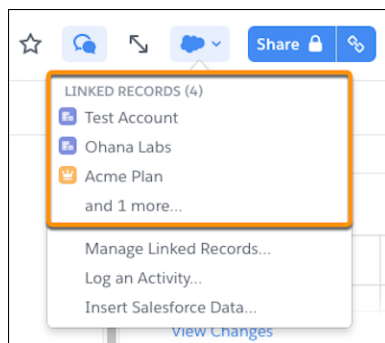 Share
LINKED RECORDS (4)
Test Account
Ohana Labs
Acme Plan
and 1 more...
Manage Linked Records...
Log an Activity...
Insert Salesforce Data...
View Changes